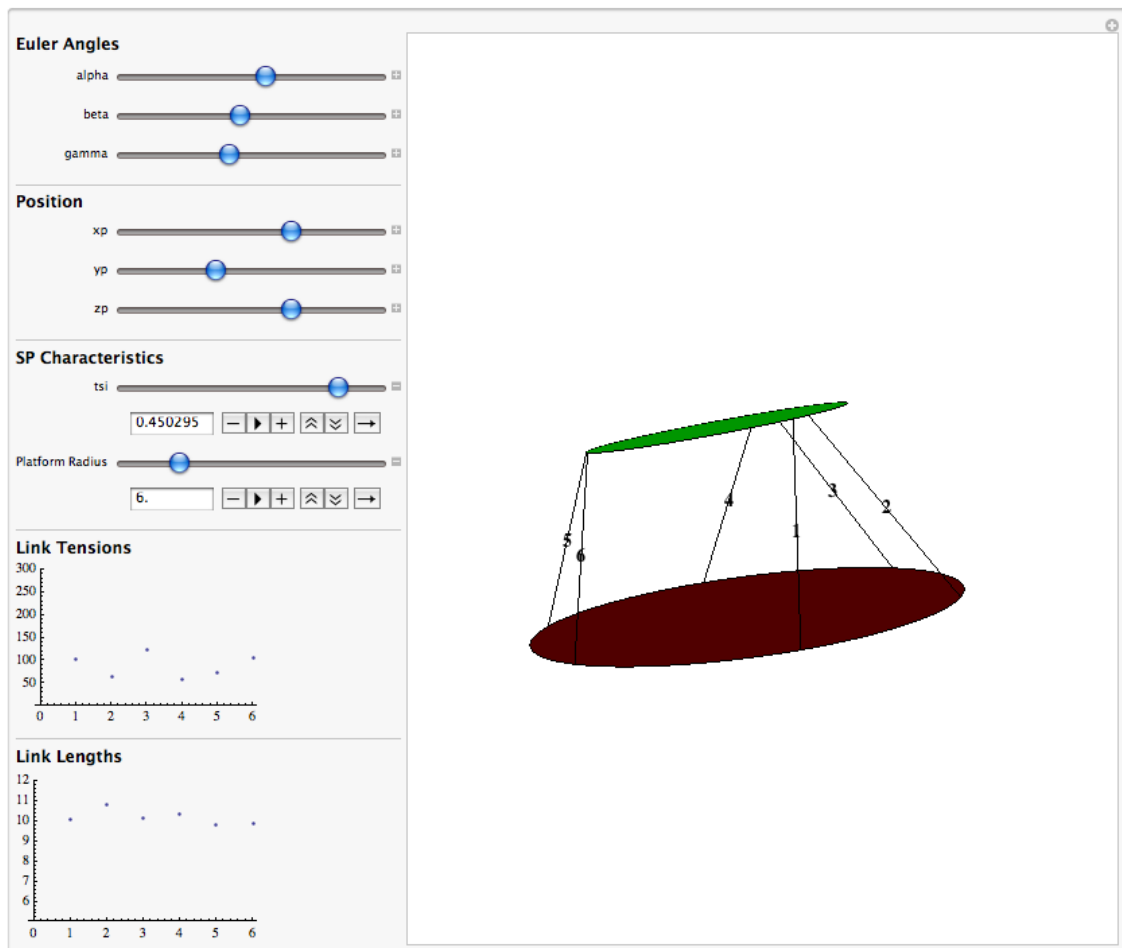 Euler Angles
alpha
beta
gamma
Position
xp
yp
zp
SP Characteristics
tsi
0.450295
Platform Radius
6.
Link Tensions
300
250
200
150
100
50
0 1 2 3 4 5 6
Link Lengths
12
11
10
9
8
7
6
0 1 2 3 4 5 6
4
3
2
1
5
6